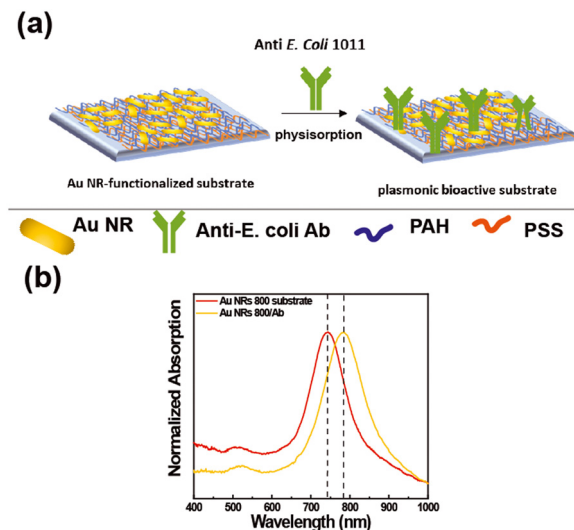 (a)
Anti E. Coli 1011
physisorption
Au NR-functionalized substrate
plasmonic bioactive substrate
Au NR
Anti-E. coli Ab
PAH
PSS
(b)
Au NRs 800 substrate
Au NRs 800/Ab
Normalized Absorption
400 500 600 700 800 900 1000
Wavelength (nm)